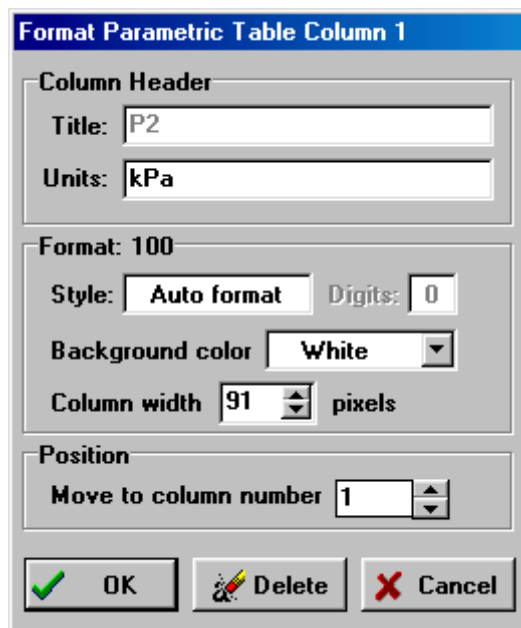 Format Parametric Table Column 1
Column Header
Title: P2
Units: kPa
Format: 100
Style: Auto format Digits: 0
Background color White
Column width 91 pixels
Position
Move to column number 1
OK Delete Cancel